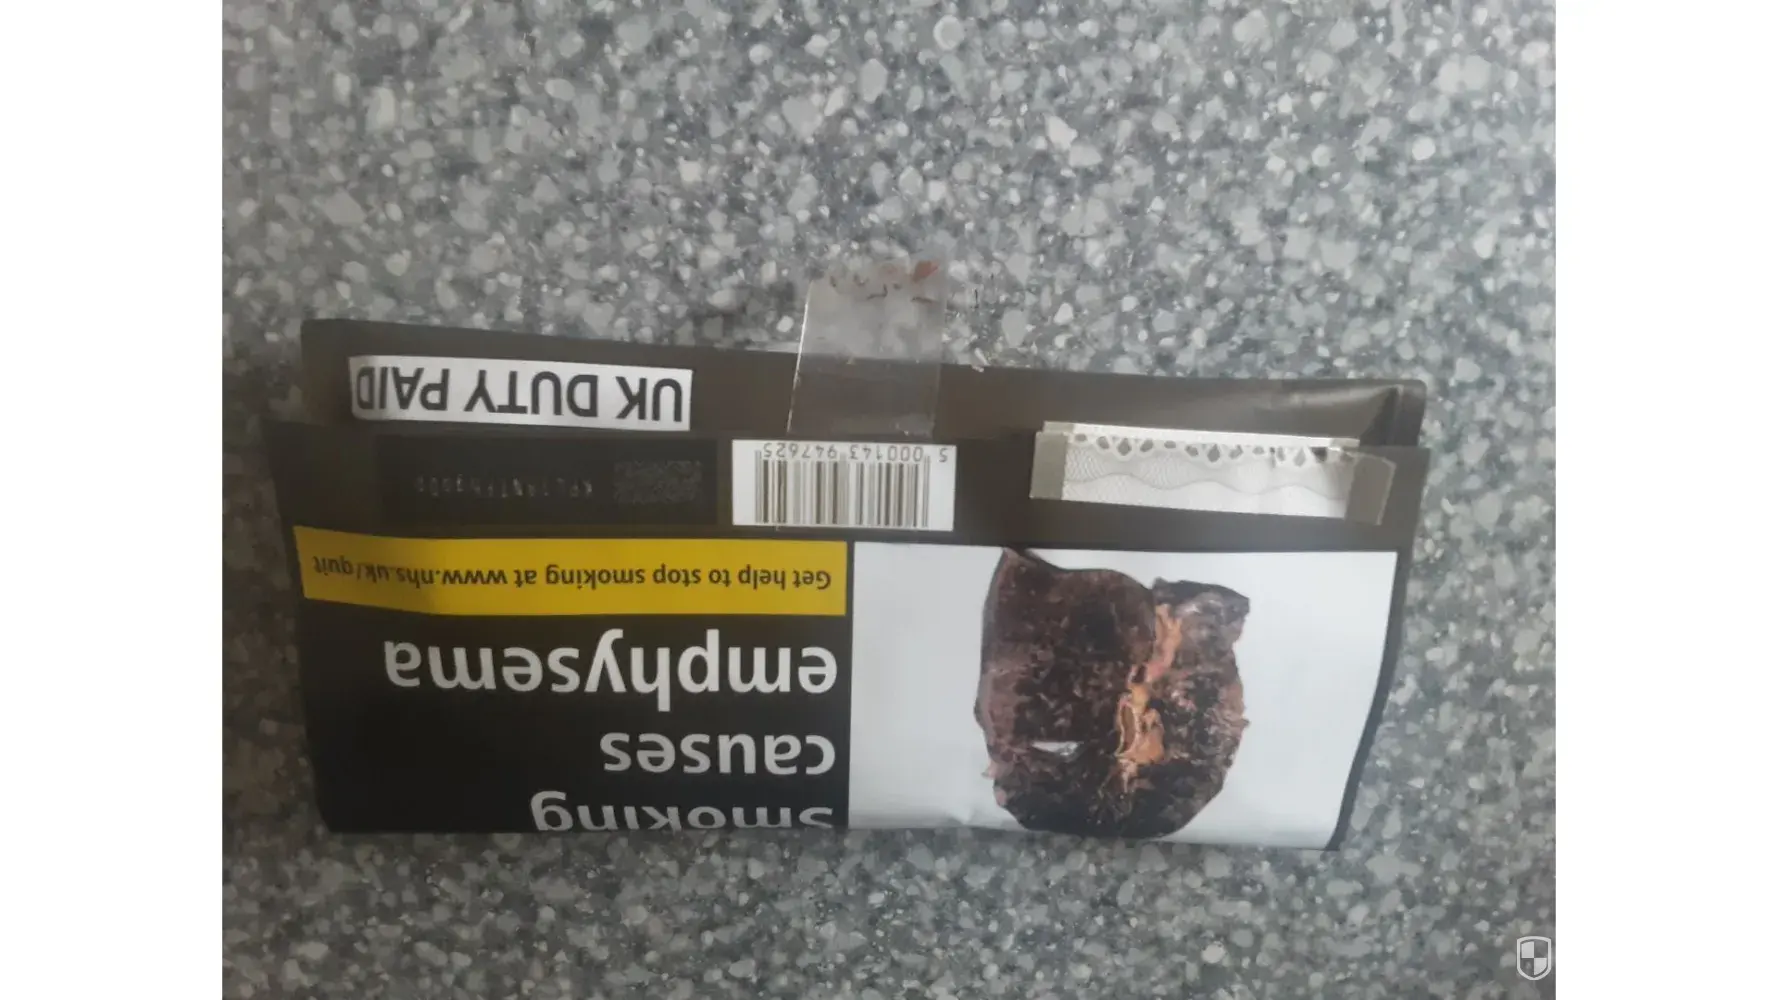 Smoking
causes
emphysema
Get help to stop smoking at www.nhs.uk/quit
5 000143 947625
UK DUTY PAID